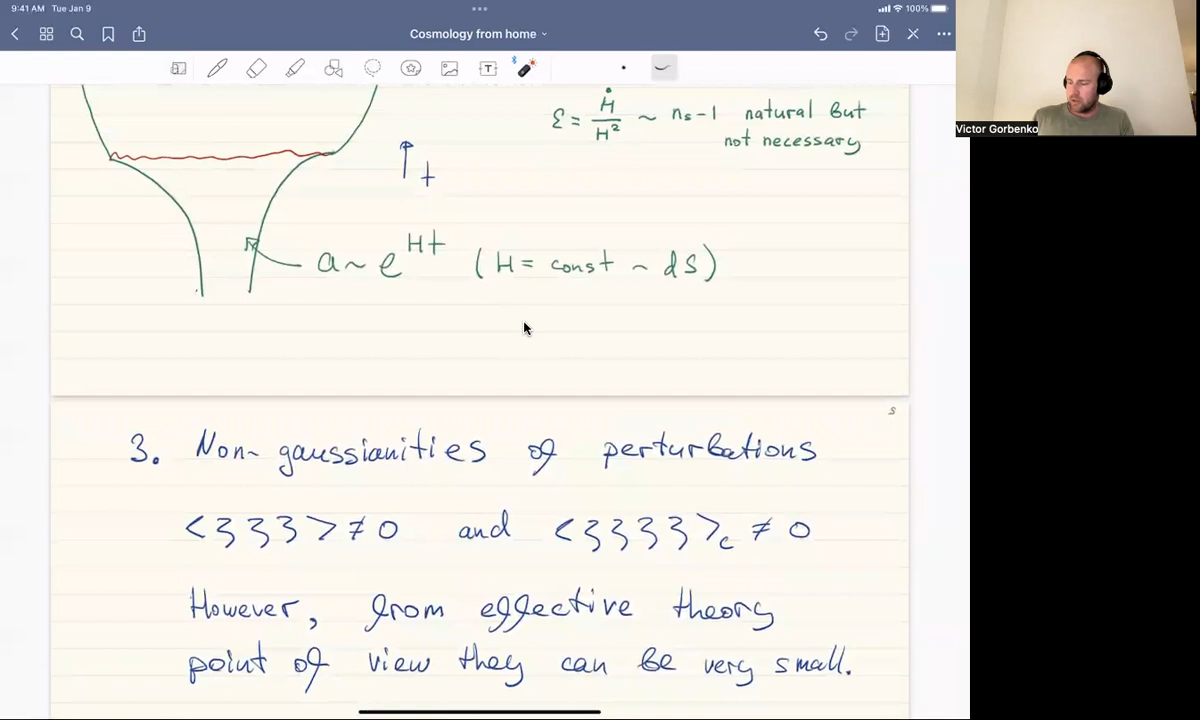 9:41 AM Tue Jan 9
100%
Cosmology from home
Victor Gorbenko
ε = Ḣ/H² ~ nₛ-1 natural but
not necessary
t
a ~ e^{Ht} (H = const ~ dS)
5
3. Non-gaussianities of perturbations
<ζζζ> ≠ 0 and <ζζζζ>_c ≠ 0
However, from effective theory
point of view they can be very small.